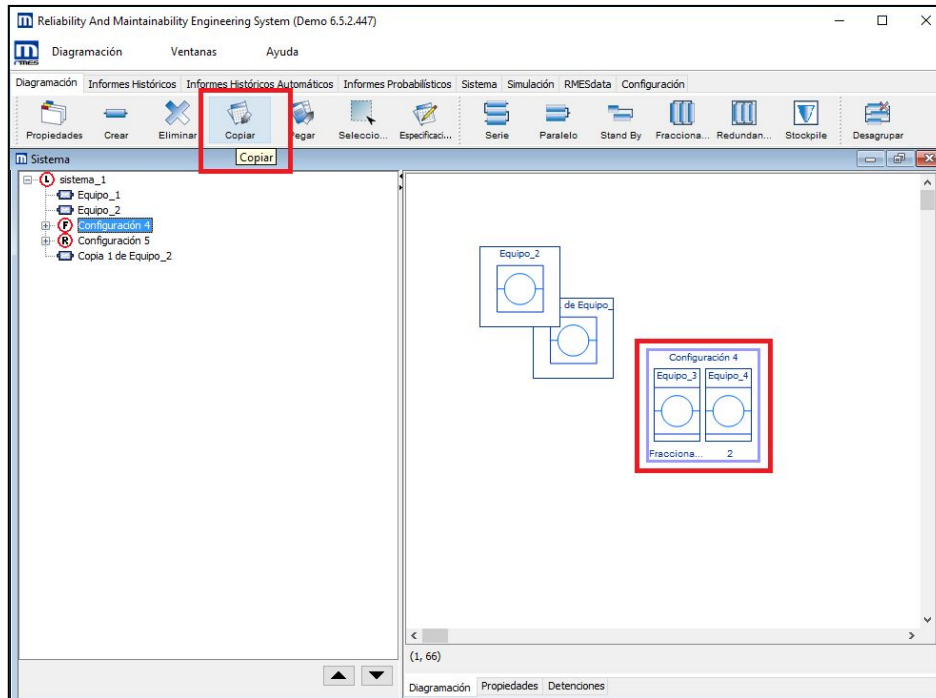 Reliability And Maintainability Engineering System (Demo 6.5.2.447)
Diagramación Ventanas Ayuda
Diagramación Informes Históricos Informes Históricos Automáticos Informes Probabilísticos Sistema Simulación RMESdata Configuración
Propiedades Crear Eliminar Copiar Pegar Seleccio... Especificaci... Serie Paralelo Stand By Fracciona... Redundan... Stockpile Desagrupar
Copiar
Sistema
L sistema_1
Equipo_1
Equipo_2
F Configuración 4
R Configuración 5
Copia 1 de Equipo_2
Equipo_2
de Equipo_
Configuración 4
Equipo_3 Equipo_4
Fracciona... 2
(1, 66)
Diagramación Propiedades Detenciones